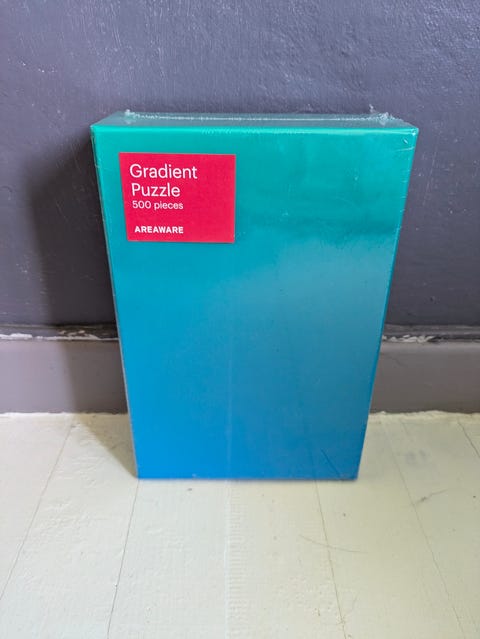 Gradient
Puzzle
500 pieces
AREAWARE